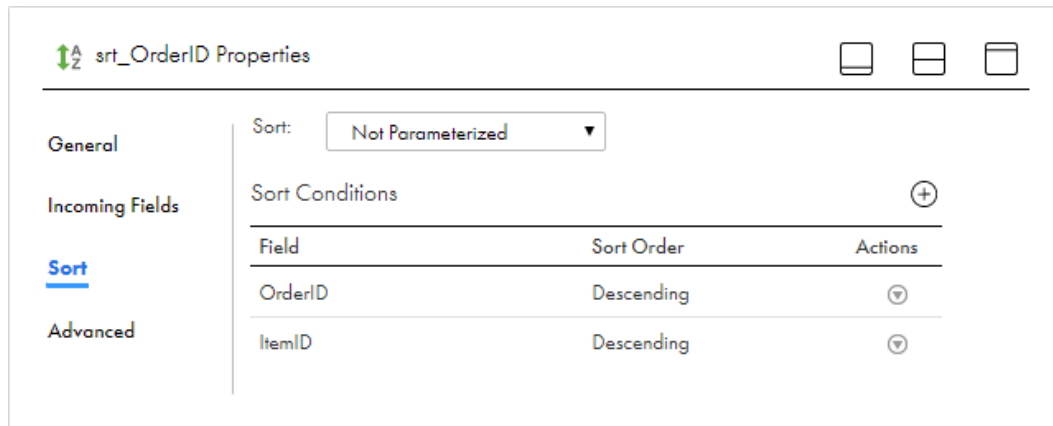 srt_OrderID Properties
General
Incoming Fields
Sort
Advanced
Sort: Not Parameterized
Sort Conditions
Field Sort Order Actions
OrderID Descending
ItemID Descending